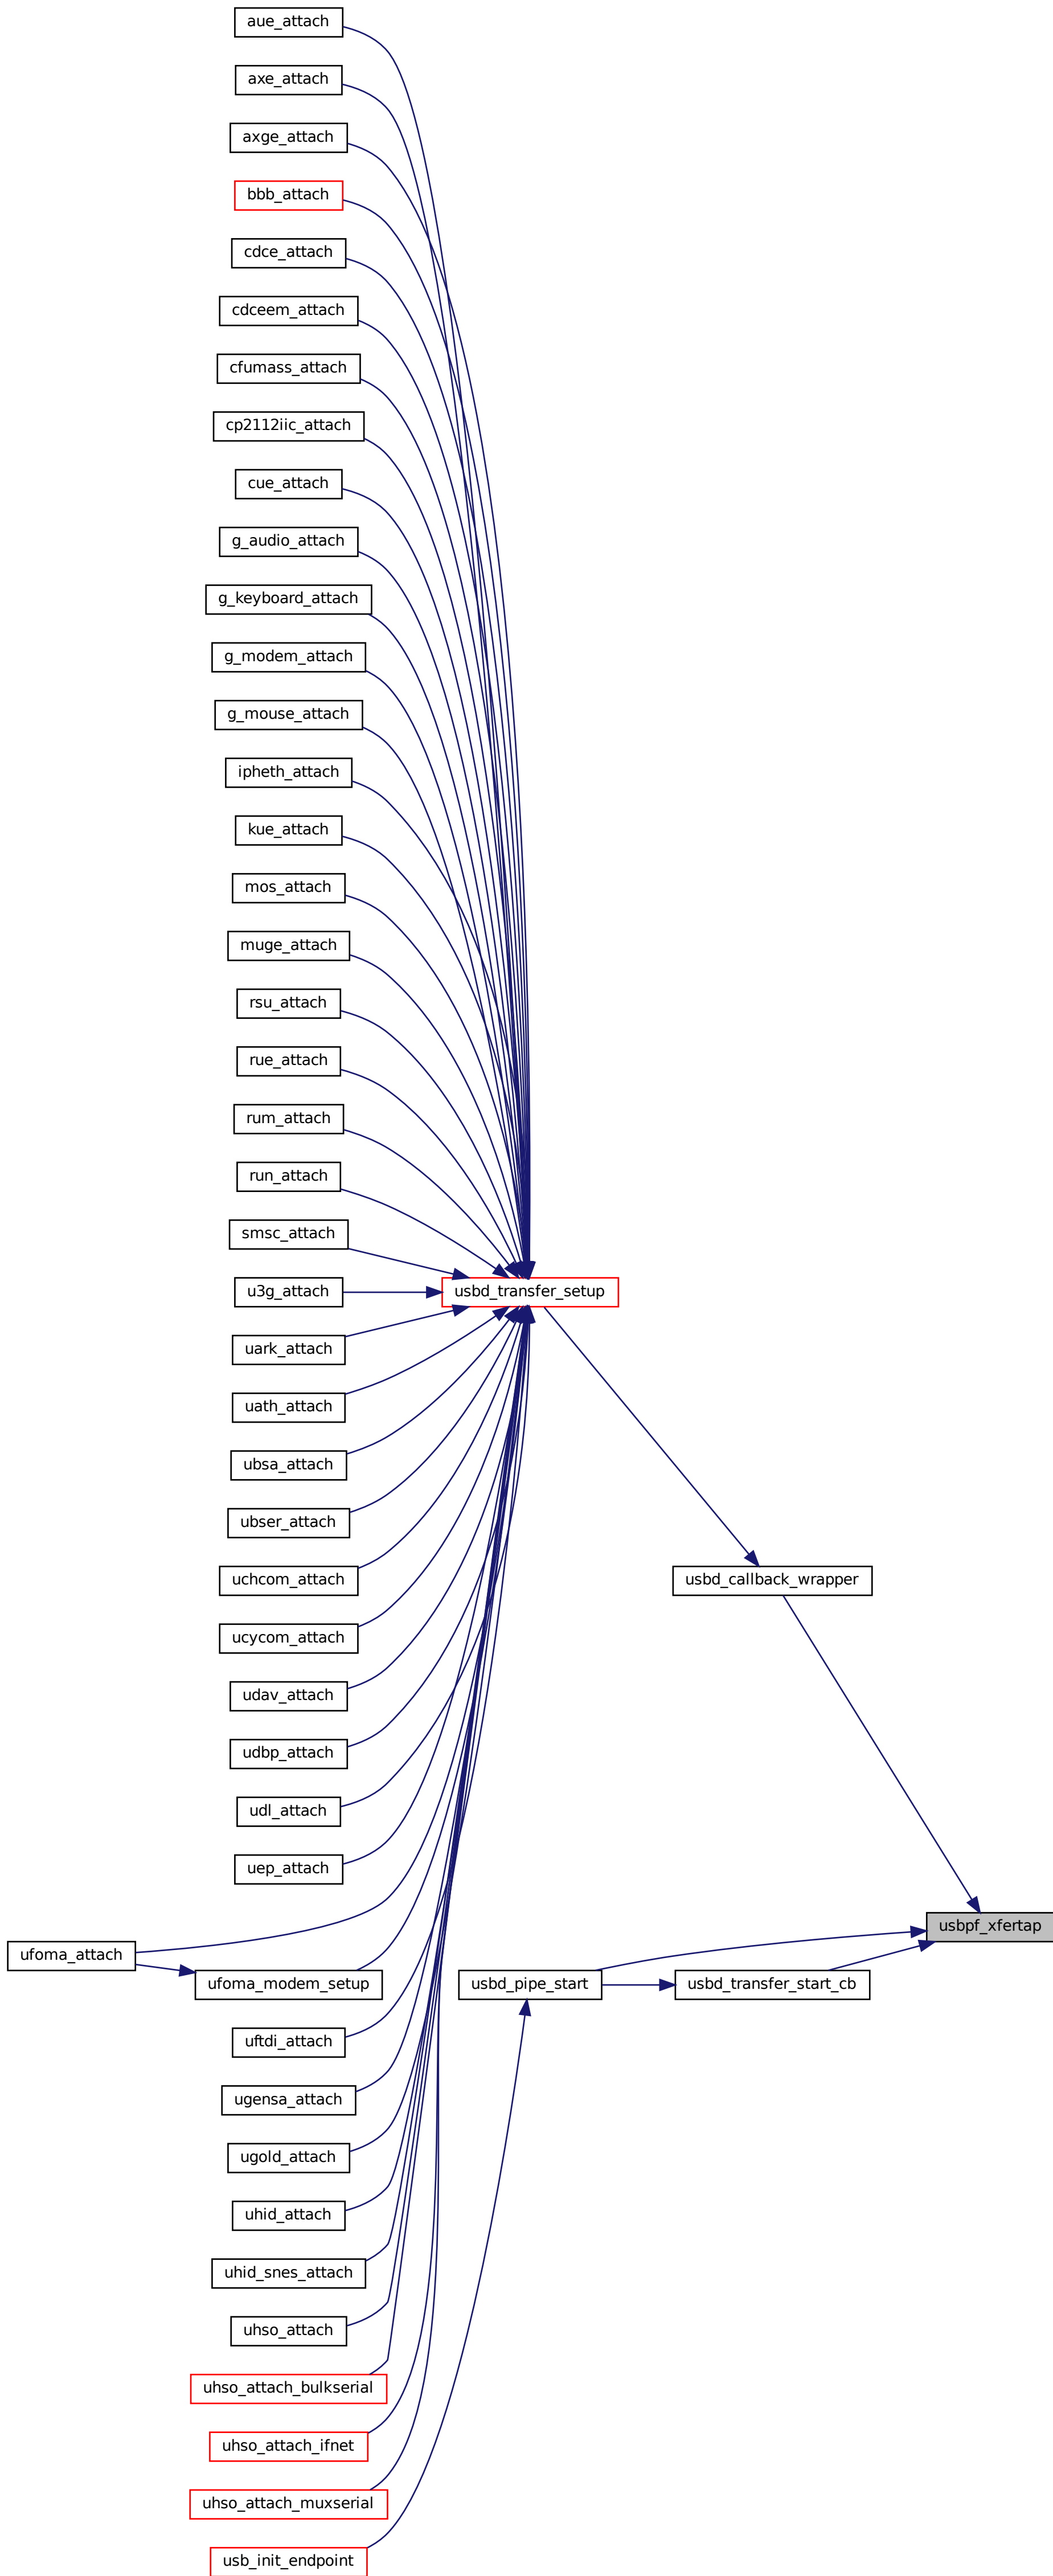 aue_attach
axe_attach
axge_attach
bbb_attach
cdce_attach
cdceem_attach
cfumass_attach
cp2112iic_attach
cue_attach
g_audio_attach
g_keyboard_attach
g_modem_attach
g_mouse_attach
ipheth_attach
kue_attach
mos_attach
muge_attach
rsu_attach
rue_attach
rum_attach
run_attach
smsc_attach
u3g_attach
usbd_transfer_setup
uark_attach
uath_attach
ubsa_attach
ubser_attach
uchcom_attach
usbd_callback_wrapper
ucycom_attach
udav_attach
udbp_attach
udl_attach
uep_attach
usbpf_xfertap
ufoma_attach
ufoma_modem_setup
usbd_pipe_start
usbd_transfer_start_cb
uftdi_attach
ugensa_attach
ugold_attach
uhid_attach
uhid_snes_attach
uhso_attach
uhso_attach_bulkserial
uhso_attach_ifnet
uhso_attach_muxserial
usb_init_endpoint